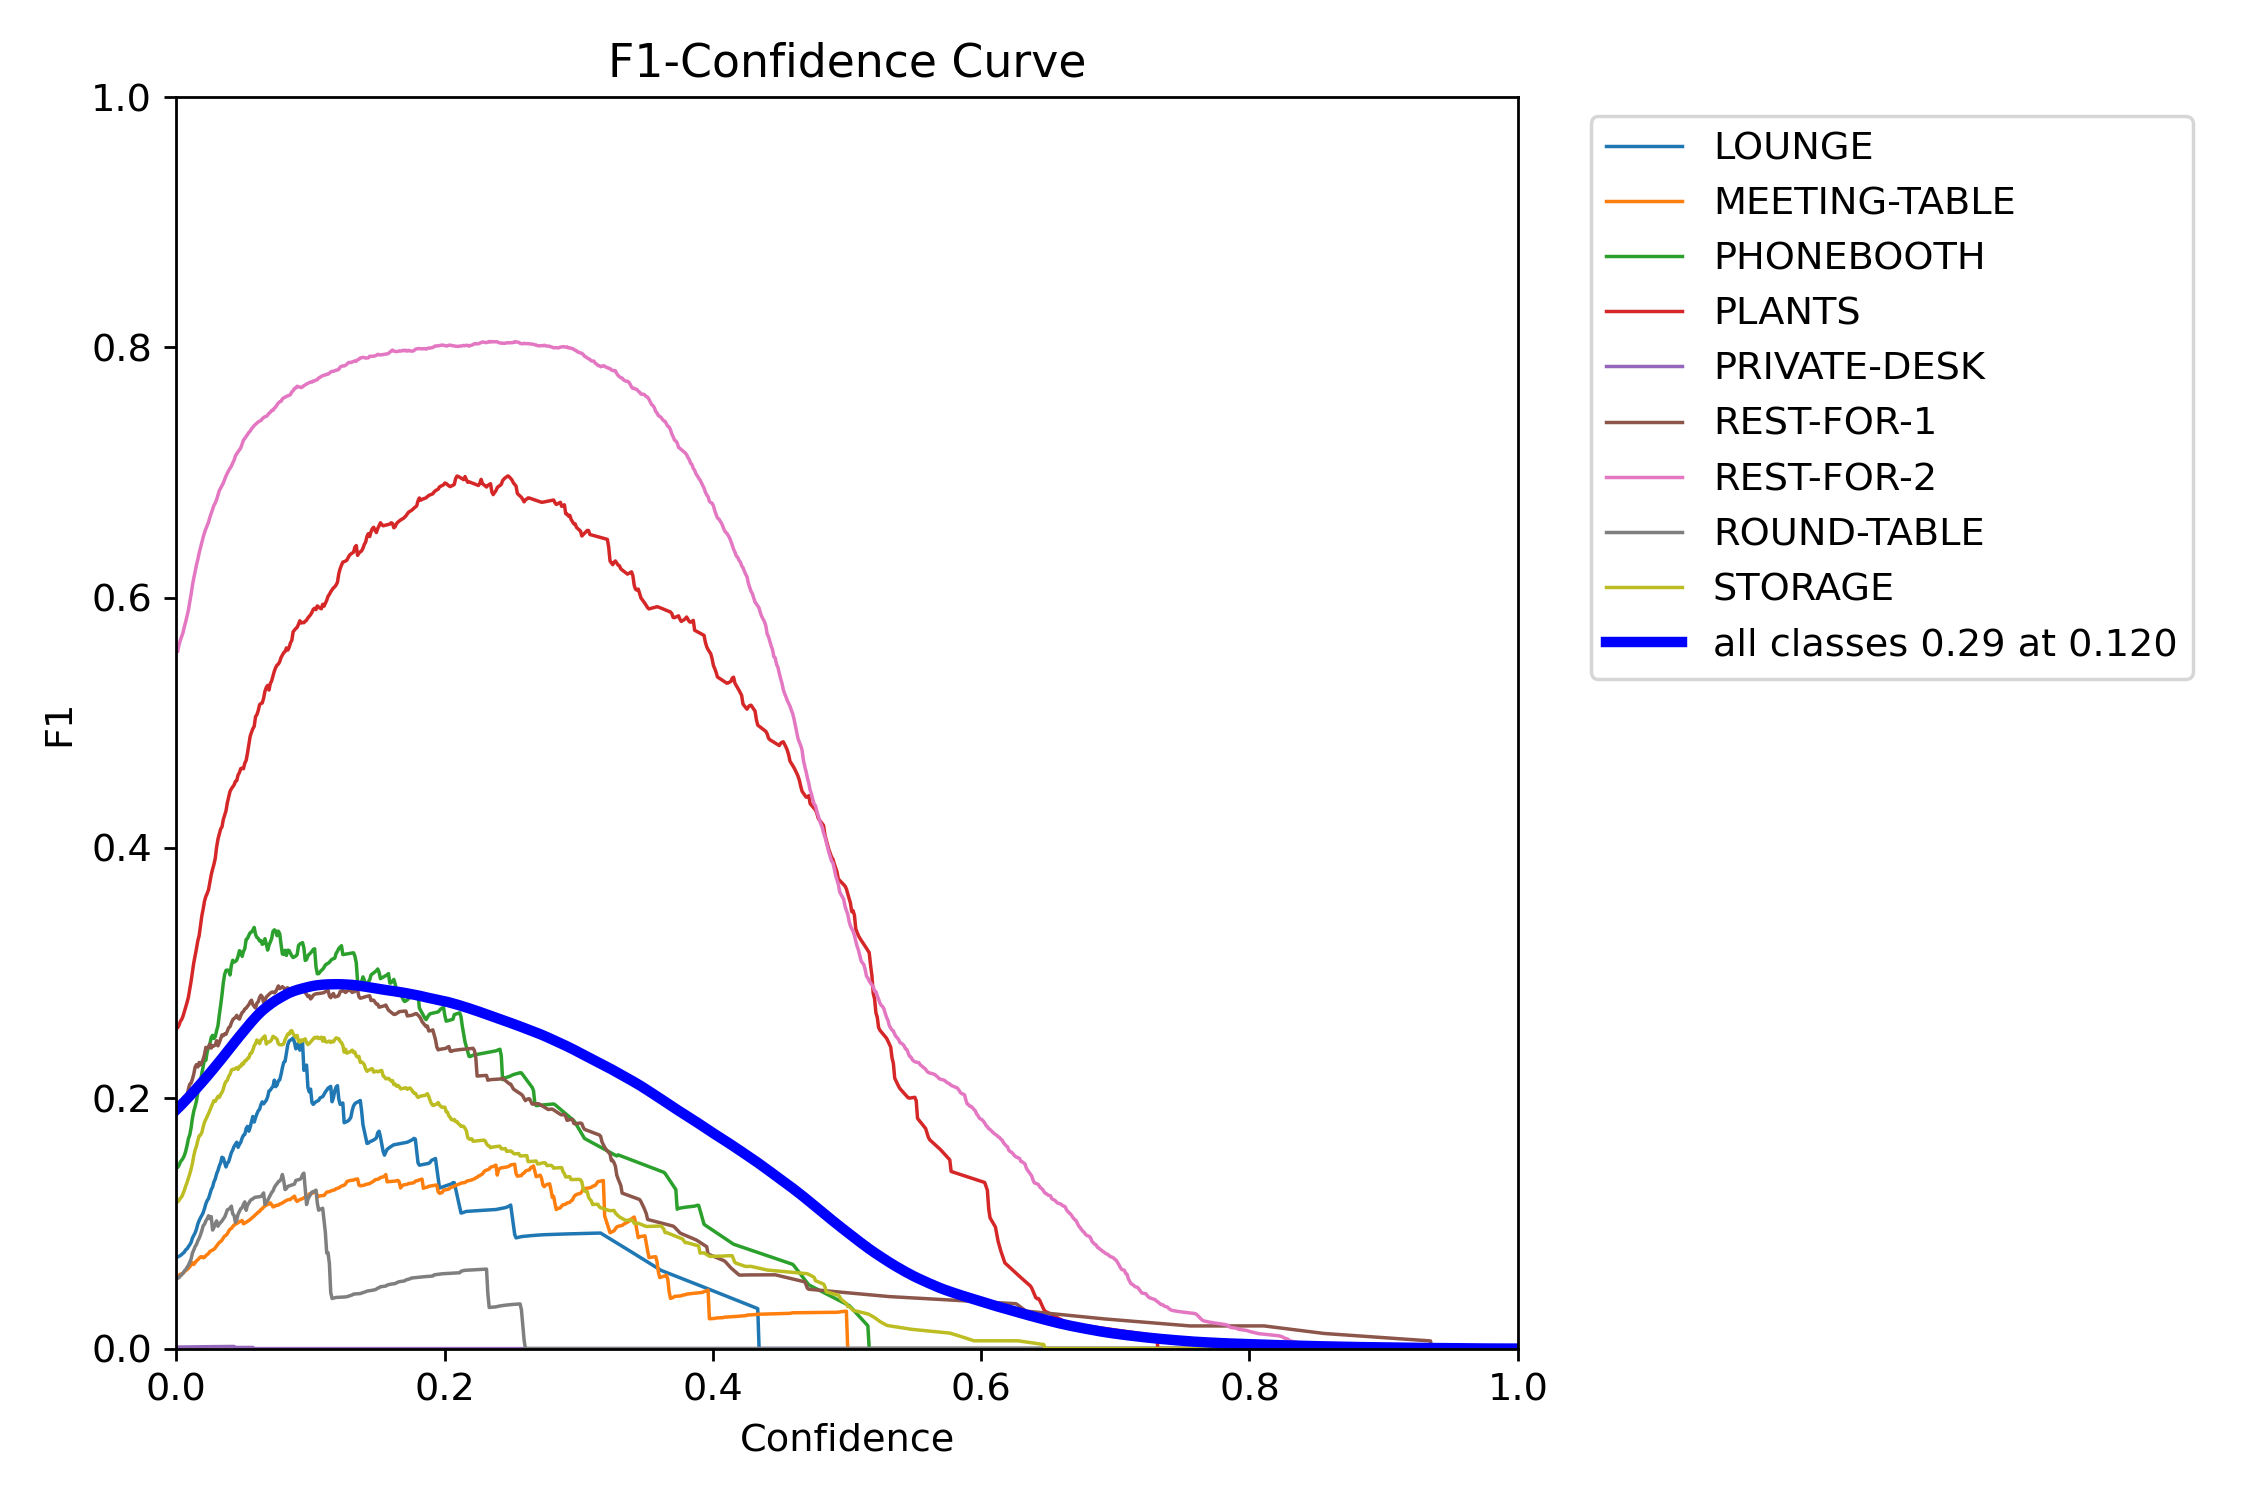 F1-Confidence Curve
1.0
0.8
0.6
0.4
0.2
0.0
F1
0.0 0.2 0.4 0.6 0.8 1.0
Confidence
LOUNGE
MEETING-TABLE
PHONEBOOTH
PLANTS
PRIVATE-DESK
REST-FOR-1
REST-FOR-2
ROUND-TABLE
STORAGE
all classes 0.29 at 0.120